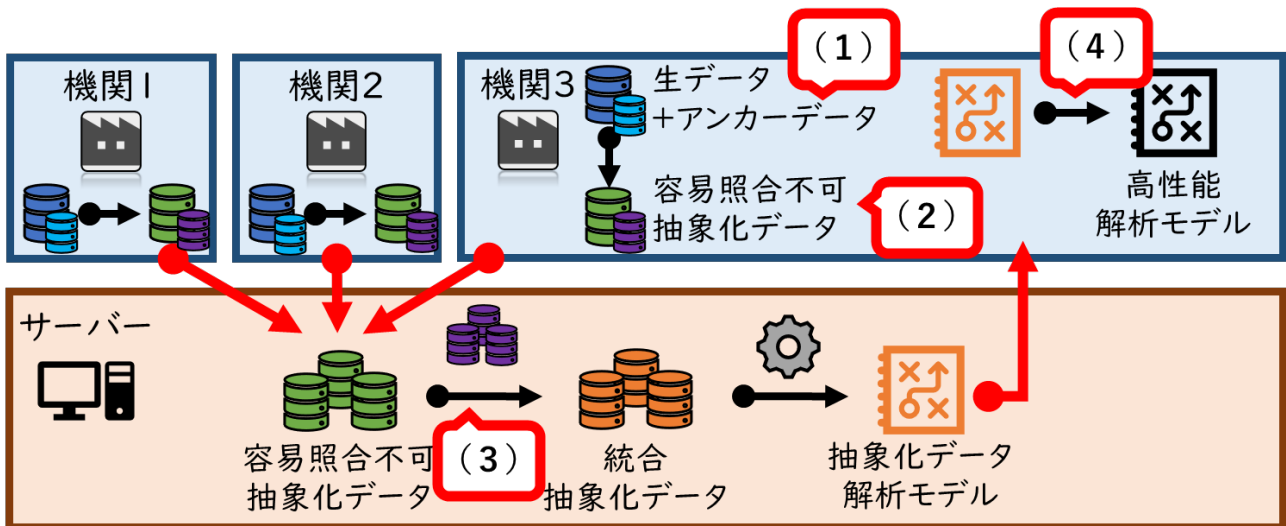 機関1
機関2
機関3
生データ
+アンカーデータ
(1)
(4)
容易照合不可
抽象化データ
(2)
高性能
解析モデル
サーバー
容易照合不可
抽象化データ
(3)
統合
抽象化データ
抽象化データ
解析モデル